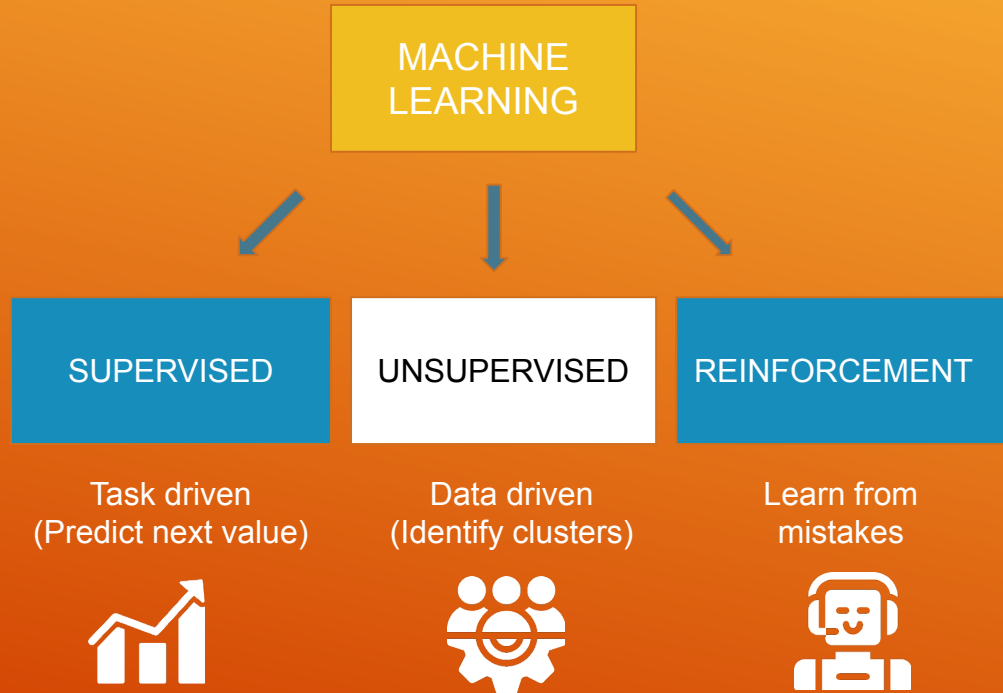 MACHINE
LEARNING
SUPERVISED
UNSUPERVISED
REINFORCEMENT
Task driven
(Predict next value)
Data driven
(Identify clusters)
Learn from
mistakes